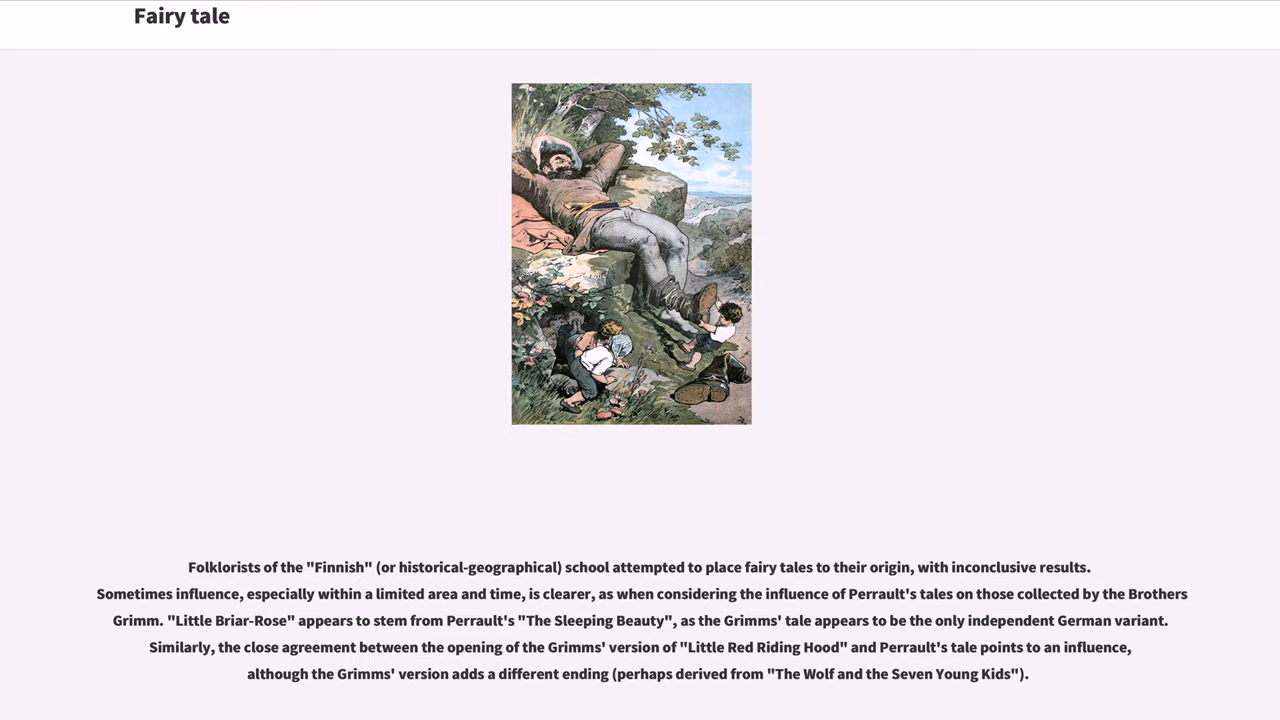 Fairy tale
Folklorists of the "Finnish" (or historical-geographical) school attempted to place fairy tales to their origin, with inconclusive results.
Sometimes influence, especially within a limited area and time, is clearer, as when considering the influence of Perrault's tales on those collected by the Brothers
Grimm. "Little Briar-Rose" appears to stem from Perrault's "The Sleeping Beauty", as the Grimms' tale appears to be the only independent German variant.
Similarly, the close agreement between the opening of the Grimms' version of "Little Red Riding Hood" and Perrault's tale points to an influence,
although the Grimms' version adds a different ending (perhaps derived from "The Wolf and the Seven Young Kids").